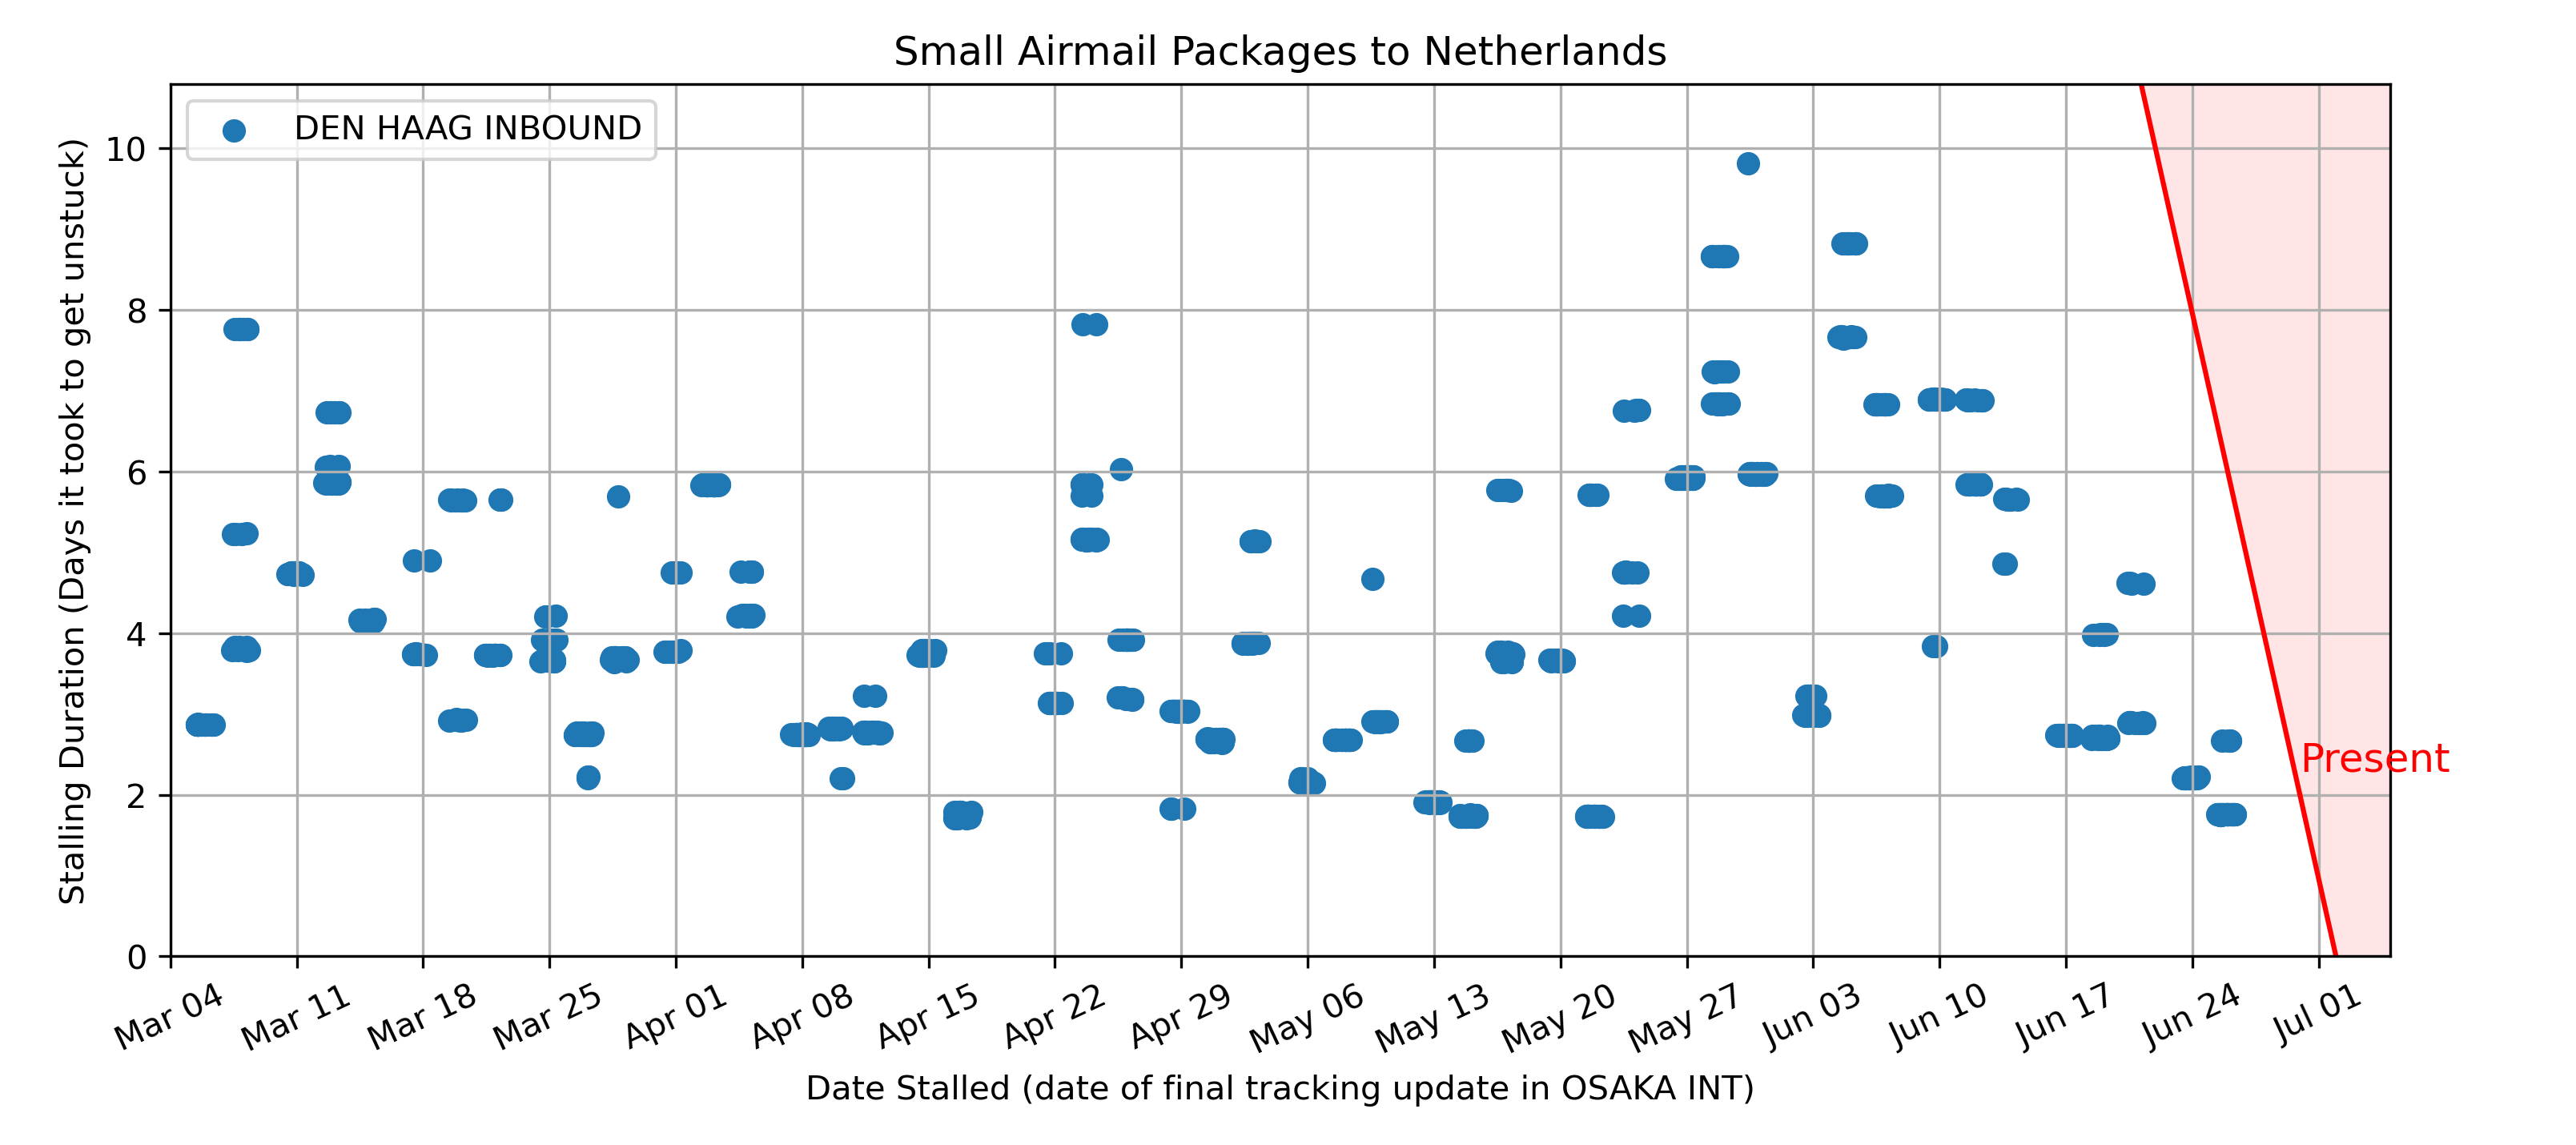 Small Airmail Packages to Netherlands
DEN HAAG INBOUND
Stalling Duration (Days it took to get unstuck)
10
8
6
4
2
0
Present
Mar 04
Mar 11
Mar 18
Mar 25
Apr 01
Apr 08
Apr 15
Apr 22
Apr 29
May 06
May 13
May 20
May 27
Jun 03
Jun 10
Jun 17
Jun 24
Jul 01
Date Stalled (date of final tracking update in OSAKA INT)